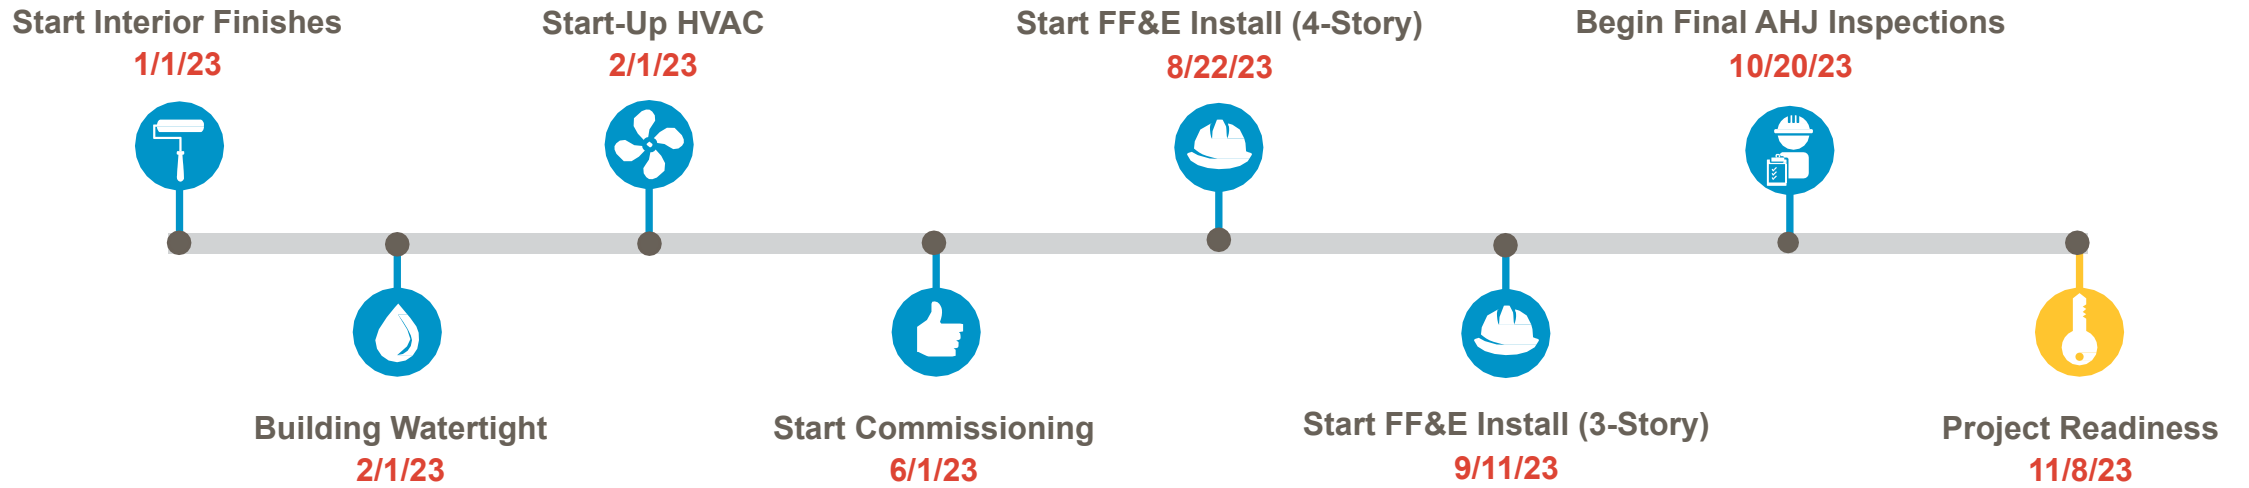 Start Interior Finishes
1/1/23
Start-Up HVAC
2/1/23
Start FF&E Install (4-Story)
8/22/23
Begin Final AHJ Inspections
10/20/23
Building Watertight
2/1/23
Start Commissioning
6/1/23
Start FF&E Install (3-Story)
9/11/23
Project Readiness
11/8/23